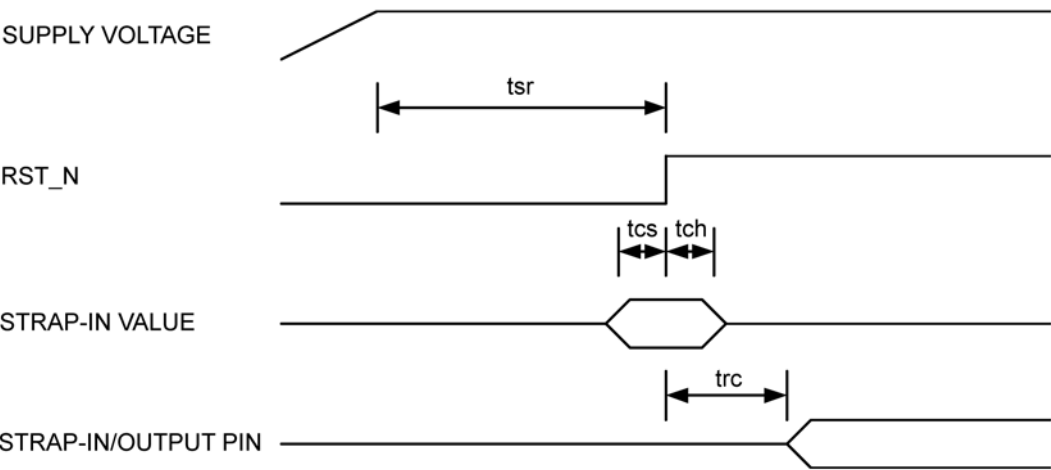 SUPPLY VOLTAGE
tsr
RST_N
tcs tch
STRAP-IN VALUE
trc
STRAP-IN/OUTPUT PIN